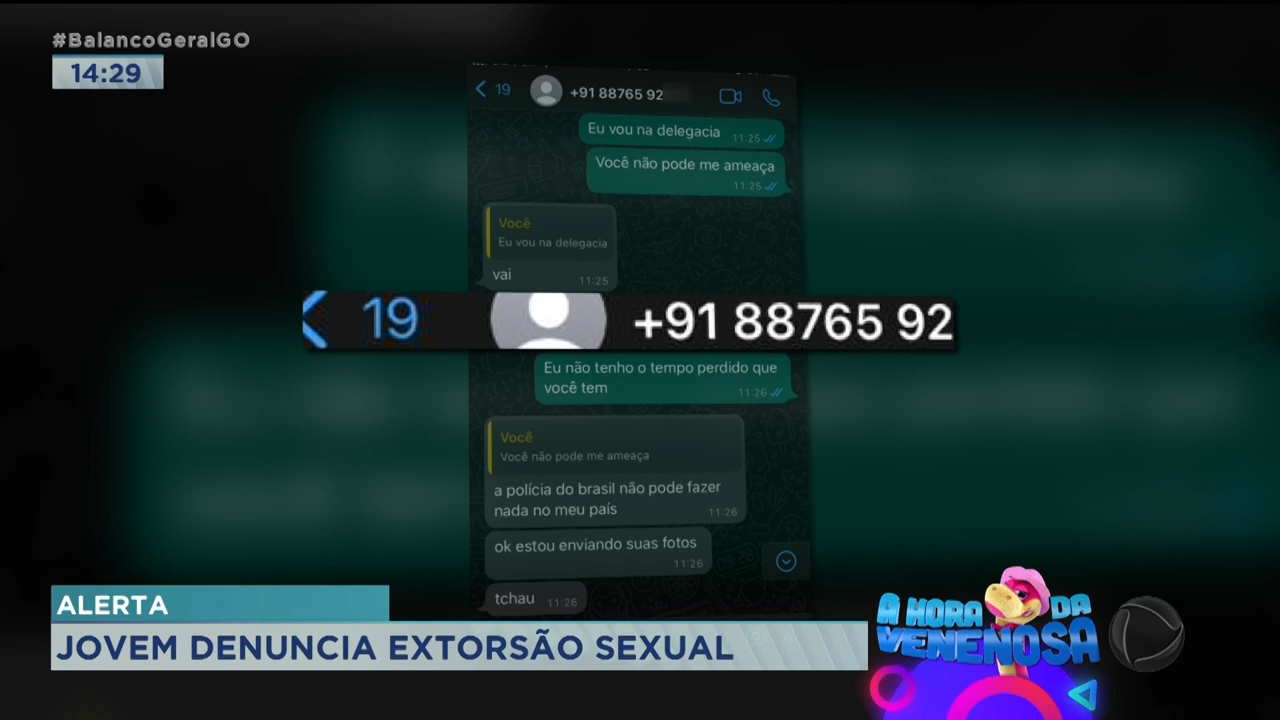 #BalancoGeralGO
14:29
19
+91 88765 92
Eu vou na delegacia
11:25
Você não pode me ameaça
11:25
Você
Eu vou na delegacia
vai
11:25
19
+91 88765 92
Eu não tenho o tempo perdido que
você tem
11:26
Você
Você não pode me ameaça
a polícia do brasil não pode fazer
nada no meu país
11:26
ok estou enviando suas fotos
11:26
tchau
11:26
ALERTA
JOVEM DENUNCIA EXTORSÃO SEXUAL
A HORA DA
VENENOSA